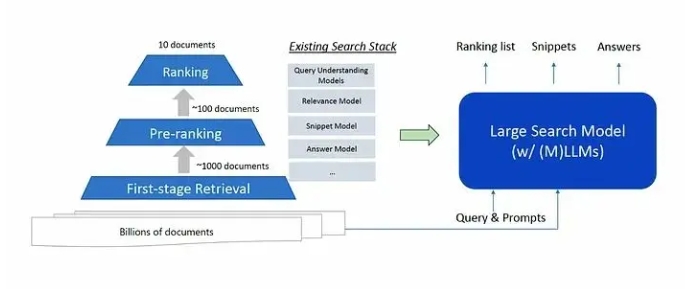 10 documents
Ranking
~100 documents
Pre-ranking
~1000 documents
First-stage Retrieval
Billions of documents
Existing Search Stack
Query Understanding
Models
Relevance Model
Snippet Model
Answer Model
...
Ranking list
Snippets
Answers
Large Search Model
(w/ (M)LLMs)
Query & Prompts